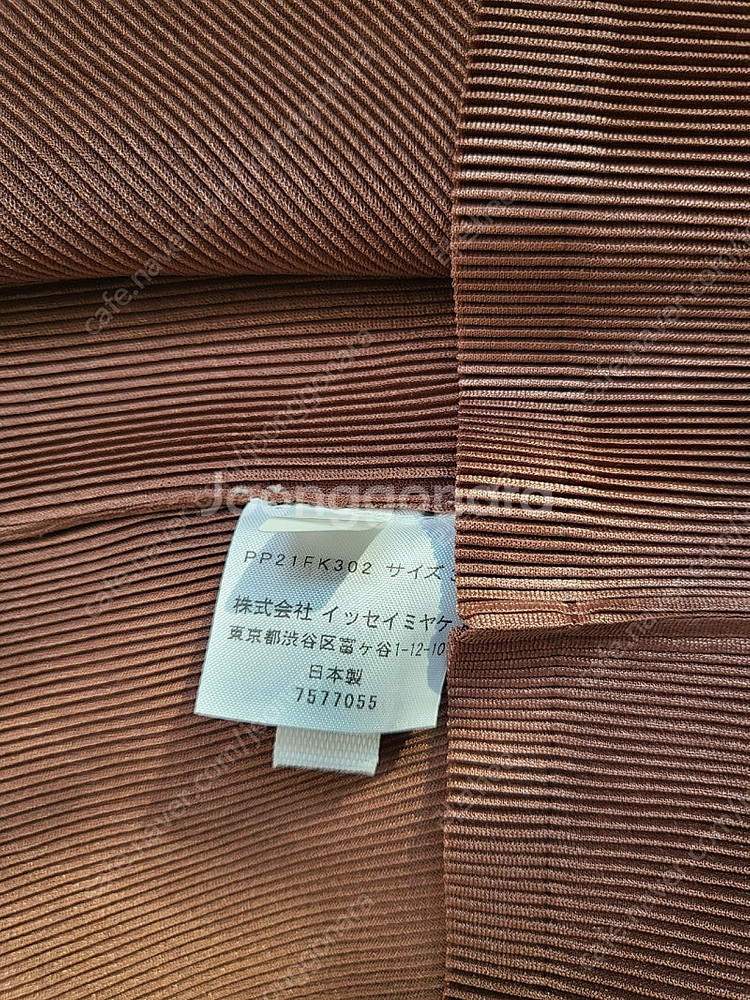 Jeonggonara
PP21FK302 サイズ
株式会社 イッセイミヤケ
東京都渋谷区富ヶ谷1-12-10
日本製
7577055